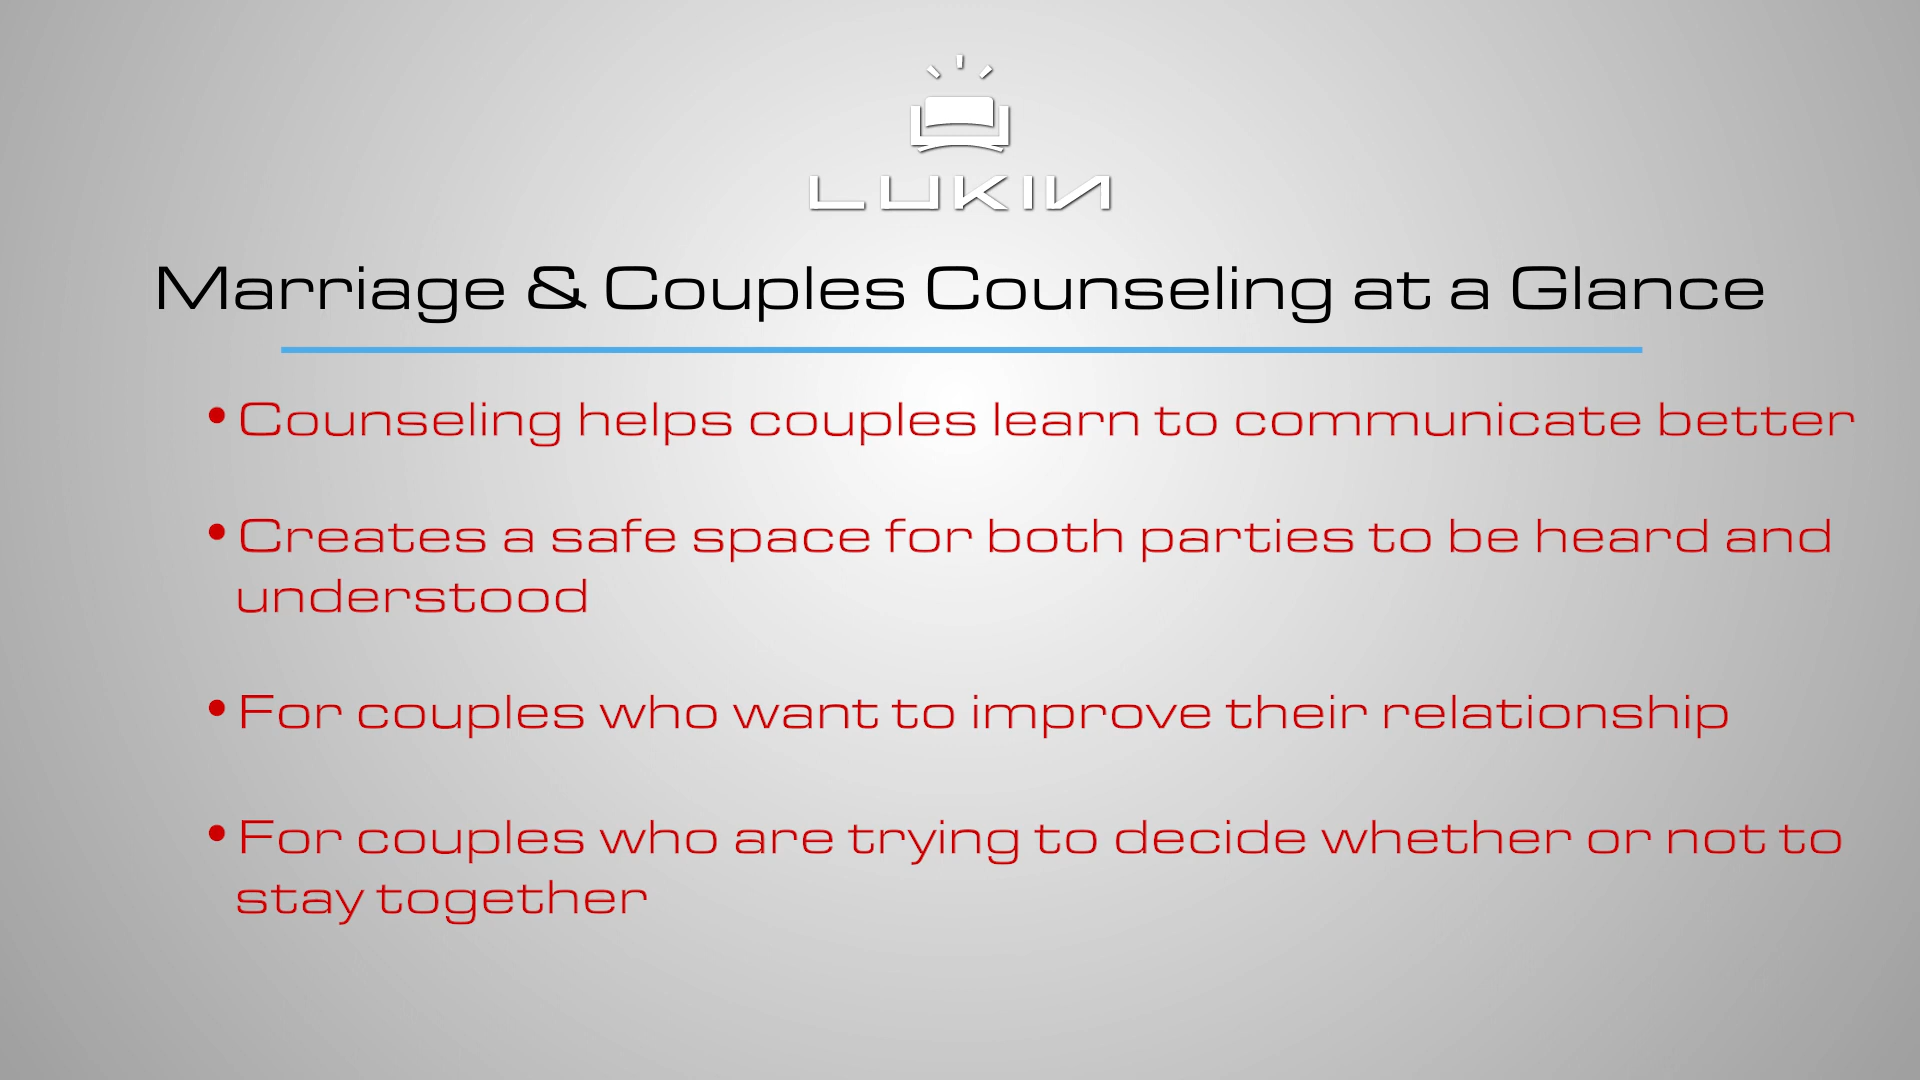 LUKIN
Marriage & Couples Counseling at a Glance
•Counseling helps couples learn to communicate better
•Creates a safe space for both parties to be heard and
understood
•For couples who want to improve their relationship
•For couples who are trying to decide whether or not to
stay together